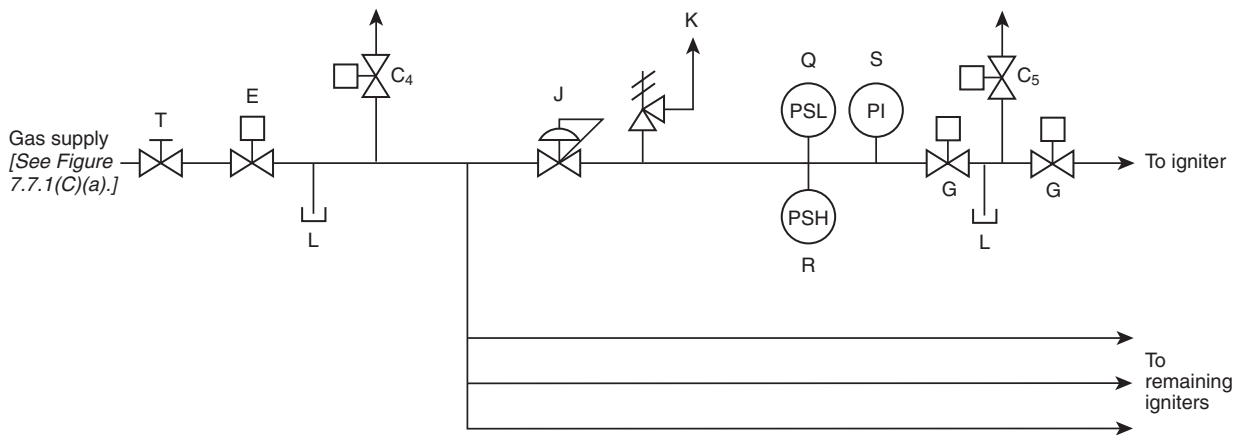 K
Q
S
C₄
C₅
E
J
PSL
PI
T
Gas supply
[See Figure
7.7.1(C)(a).]
To igniter
G
G
L
PSH
L
R
To
remaining
igniters